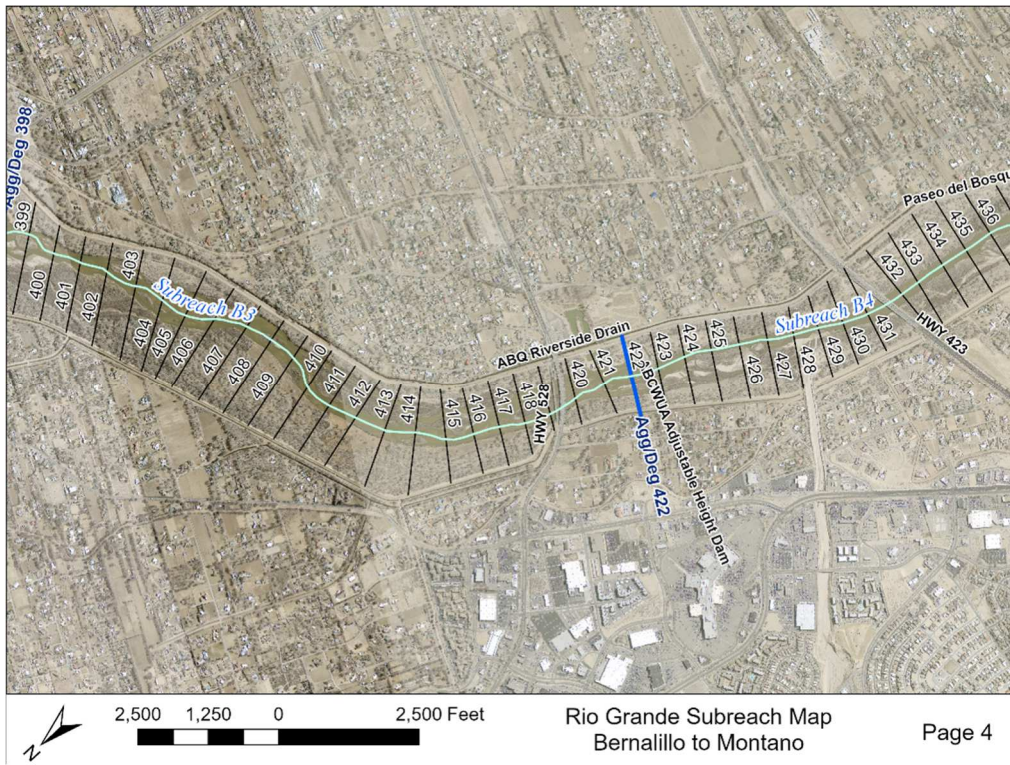 Agg/Deg 398
399
400
401
402
403
404
405
406
407
408
409
410
411
412
413
414
415
416
417
418
Subreach B3
HWY 528
ABQ Riverside Drain
420
421
422
ABCWUA Adjustable Height Dam
Agg/Deg 422
423
424
425
426
427
428
429
430
431
Subreach B4
HWY 423
432
433
434
435
436
Paseo del Bosqu
N
2,500 1,250 0 2,500 Feet
Rio Grande Subreach Map
Bernalillo to Montano
Page 4